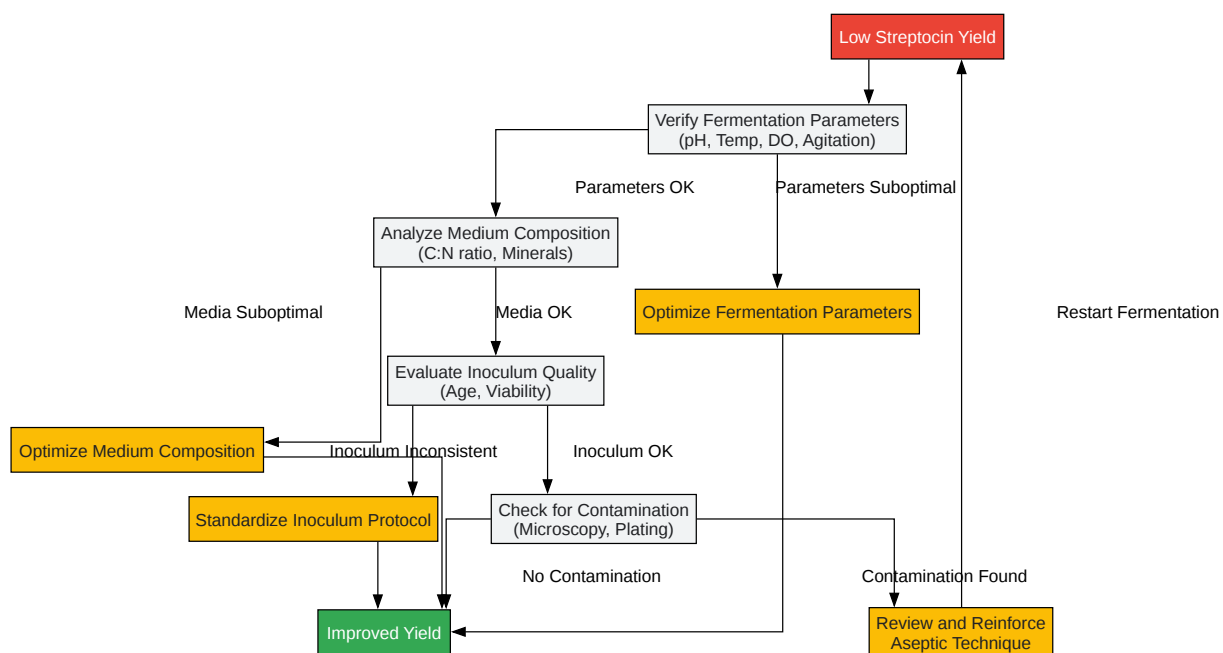 Low Streptocin Yield
Verify Fermentation Parameters
(pH, Temp, DO, Agitation)
Parameters OK
Parameters Suboptimal
Analyze Medium Composition
(C:N ratio, Minerals)
Media Suboptimal
Media OK
Optimize Fermentation Parameters
Restart Fermentation
Evaluate Inoculum Quality
(Age, Viability)
Optimize Medium Composition
Inoculum Inconsistent
Inoculum OK
Standardize Inoculum Protocol
Check for Contamination
(Microscopy, Plating)
No Contamination
Contamination Found
Improved Yield
Review and Reinforce
Aseptic Technique